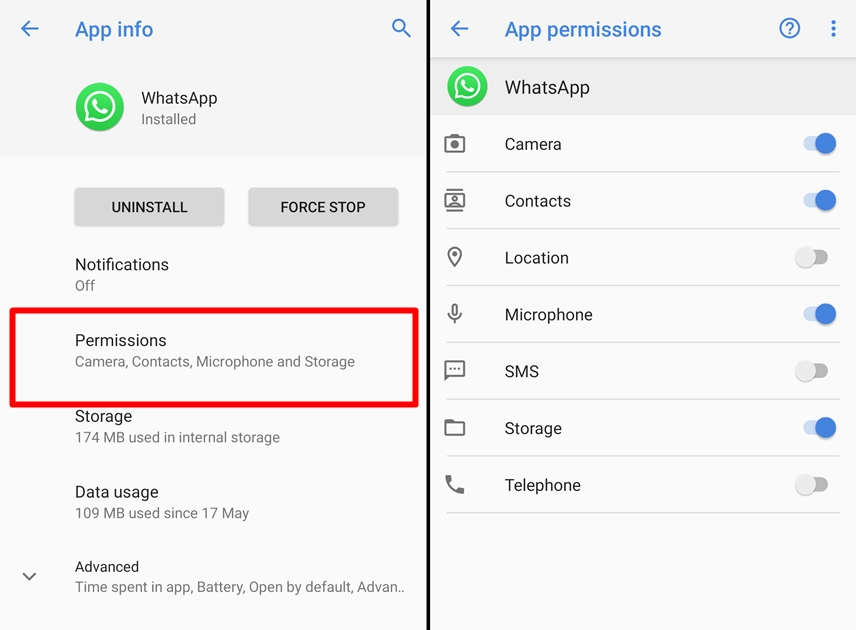 App info
WhatsApp
Installed
UNINSTALL
FORCE STOP
Notifications
Off
Permissions
Camera, Contacts, Microphone and Storage
Storage
174 MB used in internal storage
Data usage
109 MB used since 17 May
Advanced
Time spent in app, Battery, Open by default, Advan..
App permissions
?
WhatsApp
Camera
Contacts
Location
Microphone
SMS
Storage
Telephone